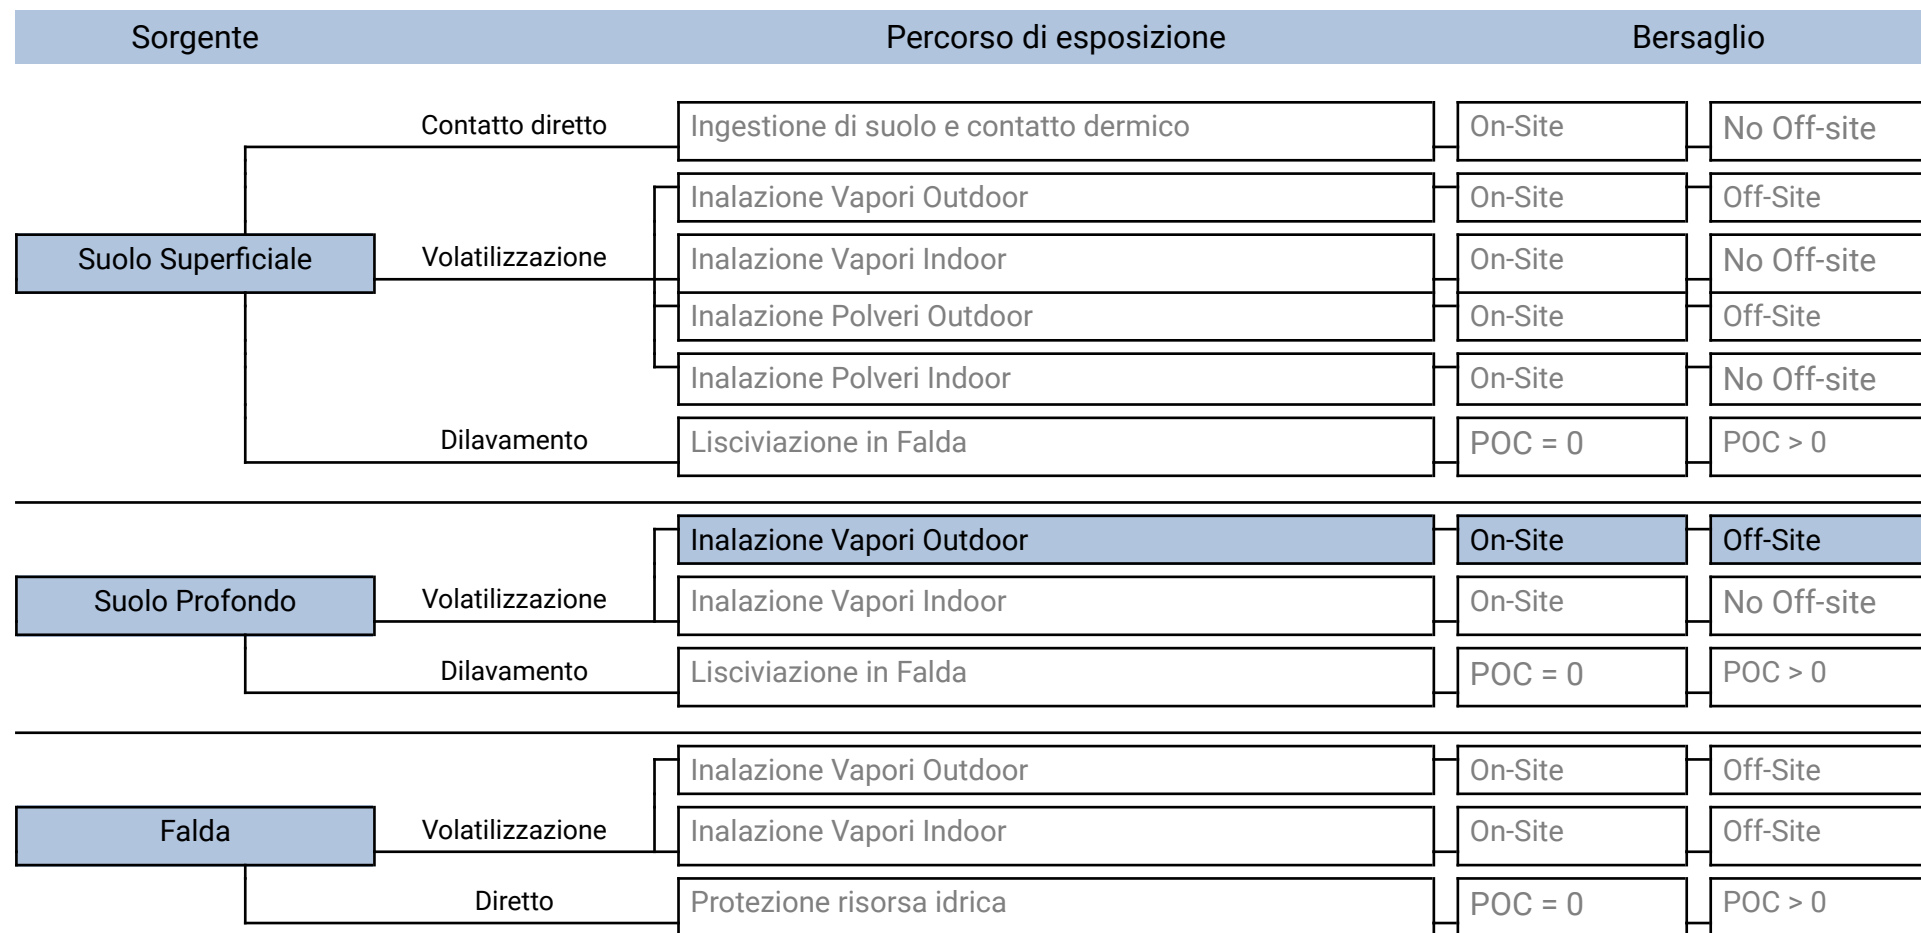 Sorgente Percorso di esposizione Bersaglio
Contatto diretto Ingestione di suolo e contatto dermico On-Site No Off-site
Inalazione Vapori Outdoor On-Site Off-Site
Suolo Superficiale Volatilizzazione Inalazione Vapori Indoor On-Site No Off-site
Inalazione Polveri Outdoor On-Site Off-Site
Inalazione Polveri Indoor On-Site No Off-site
Dilavamento Lisciviazione in Falda POC = 0 POC > 0
Inalazione Vapori Outdoor On-Site Off-Site
Suolo Profondo Volatilizzazione Inalazione Vapori Indoor On-Site No Off-site
Dilavamento Lisciviazione in Falda POC = 0 POC > 0
Inalazione Vapori Outdoor On-Site Off-Site
Falda Volatilizzazione Inalazione Vapori Indoor On-Site Off-Site
Diretto Protezione risorsa idrica POC = 0 POC > 0